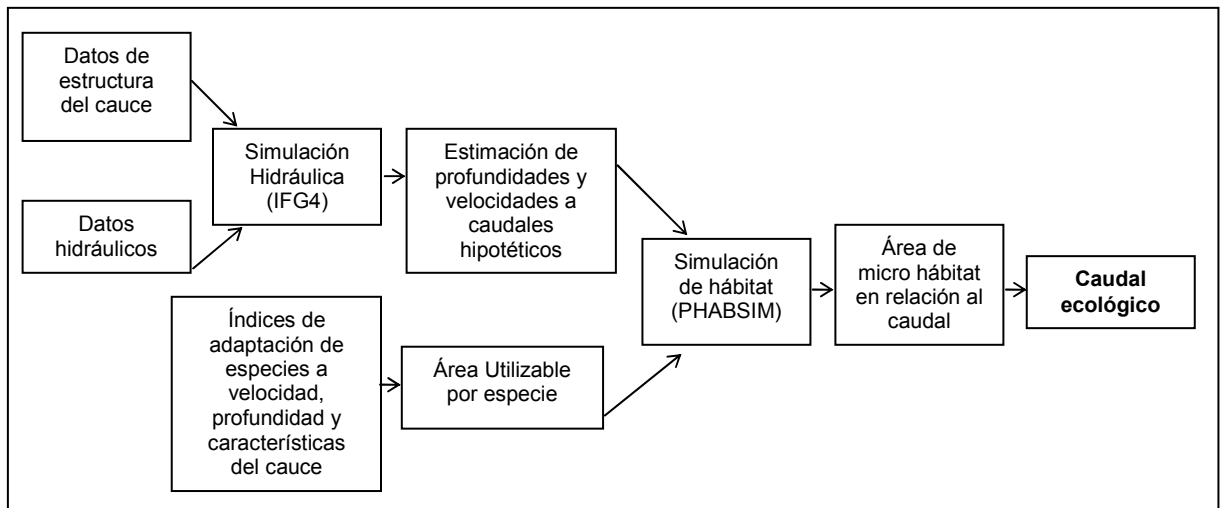 Datos de
estructura
del cauce
Datos
hidráulicos
Simulación
Hidráulica
(IFG4)
Estimación de
profundidades y
velocidades a
caudales
hipotéticos
Índices de
adaptación de
especies a
velocidad,
profundidad y
características
del cauce
Área Utilizable
por especie
Simulación
de hábitat
(PHABSIM)
Área de
micro hábitat
en relación al
caudal
Caudal
ecológico